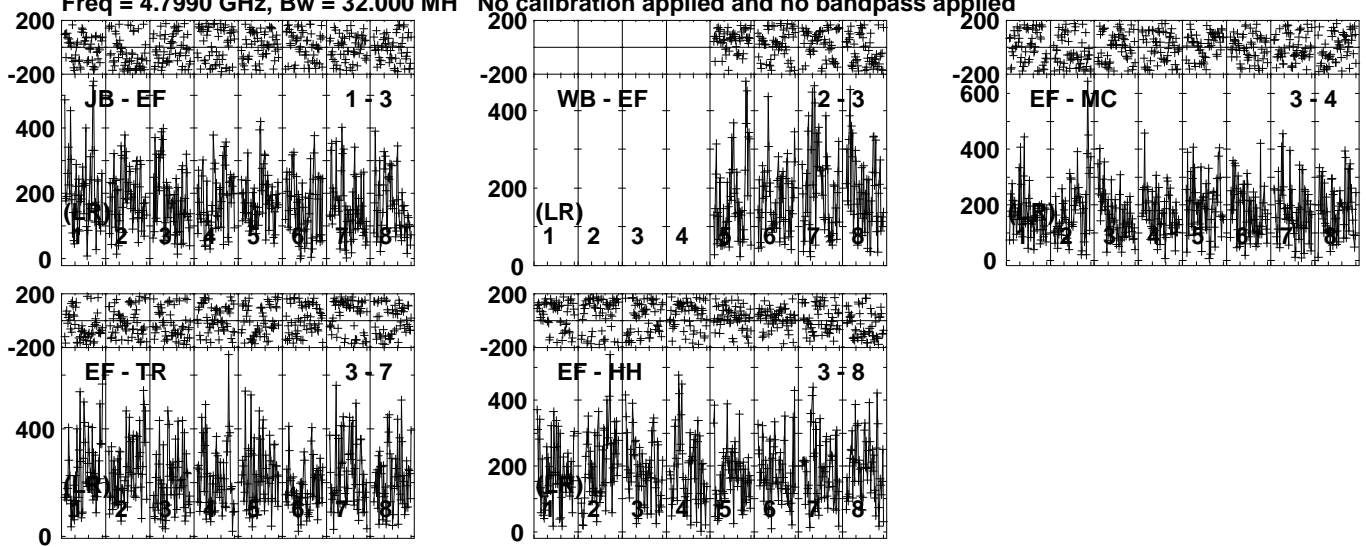 Freq = 4.7990 GHz, Bw = 32.000 MH No calibration applied and no bandpass applied
200
-200
JB - EF 1 - 3
400
200
0
(LR)
1 2 3 4 5 6 7 8
200
-200
WB - EF 2 - 3
400
200
0
(LR)
1 2 3 4 5 6 7 8
200
-200
600
EF - MC 3 - 4
400
200
0
(LR)
1 2 3 4 5 6 7 8
200
-200
EF - TR 3 - 7
400
0
(LR)
1 2 3 4 5 6 7 8
200
-200
EF - HH 3 - 8
400
200
0
(LR)
1 2 3 4 5 6 7 8